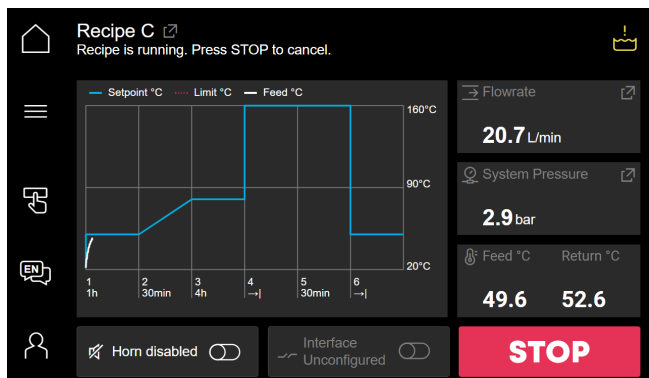 Recipe C
Recipe is running. Press STOP to cancel.
Setpoint °C Limit °C Feed °C
160°C
90°C
20°C
1 2 3 4 5 6
1h 30min 4h →| 30min →|
Flowrate
20.7 L/min
System Pressure
2.9 bar
Feed °C Return °C
49.6 52.6
EN
Horn disabled
Interface
Unconfigured
STOP